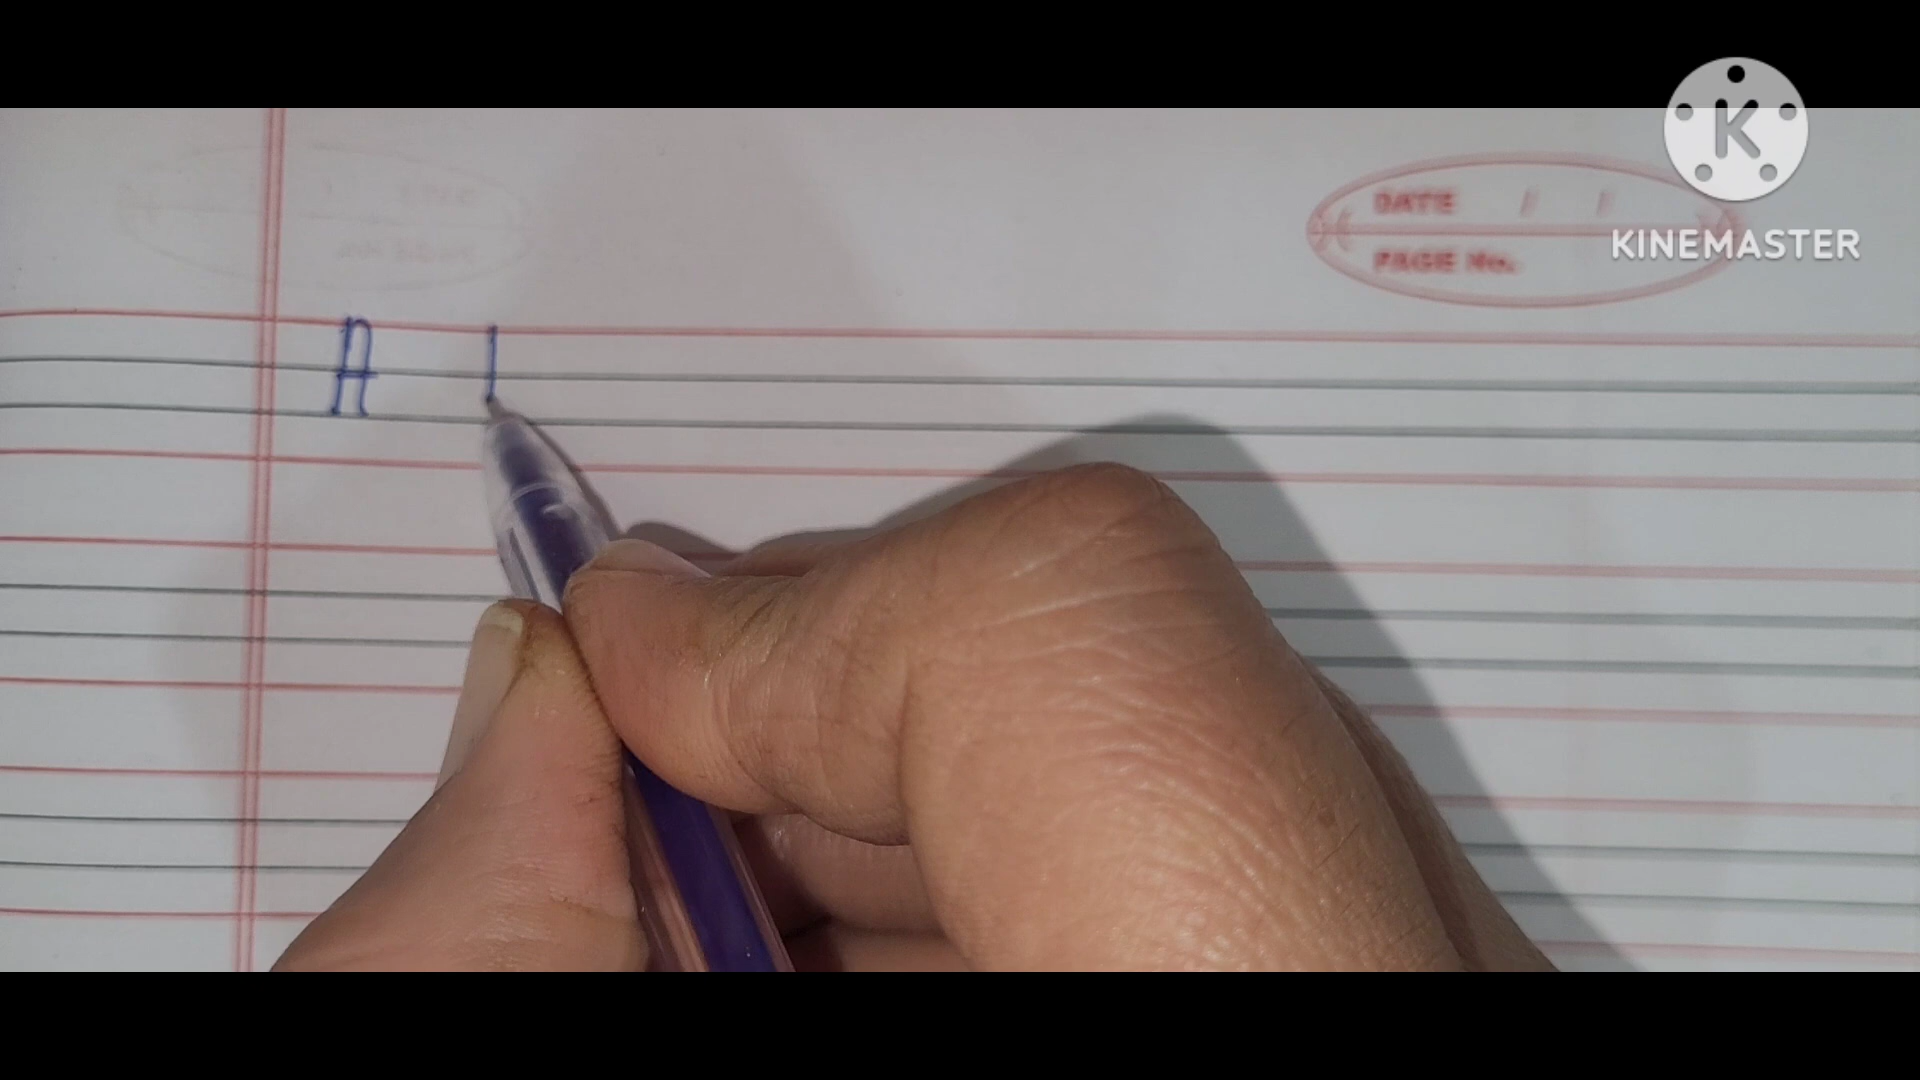 K
KINEMASTER
DATE / /
PAGE No.
A